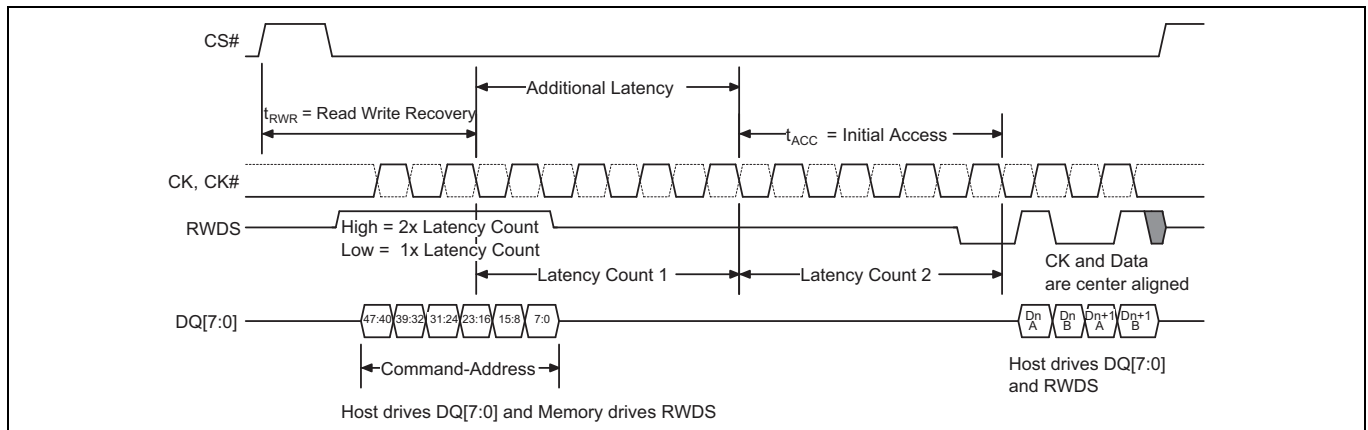 CS#
Additional Latency
tRWR = Read Write Recovery
tACC = Initial Access
CK, CK#
RWDS
High = 2x Latency Count
Low = 1x Latency Count
CK and Data
are center aligned
Latency Count 1
Latency Count 2
DQ[7:0]
47:40 39:32 31:24 23:16 15:8 7:0
Dn A
Dn B
Dn+1 A
Dn+1 B
Command-Address
Host drives DQ[7:0]
and RWDS
Host drives DQ[7:0] and Memory drives RWDS